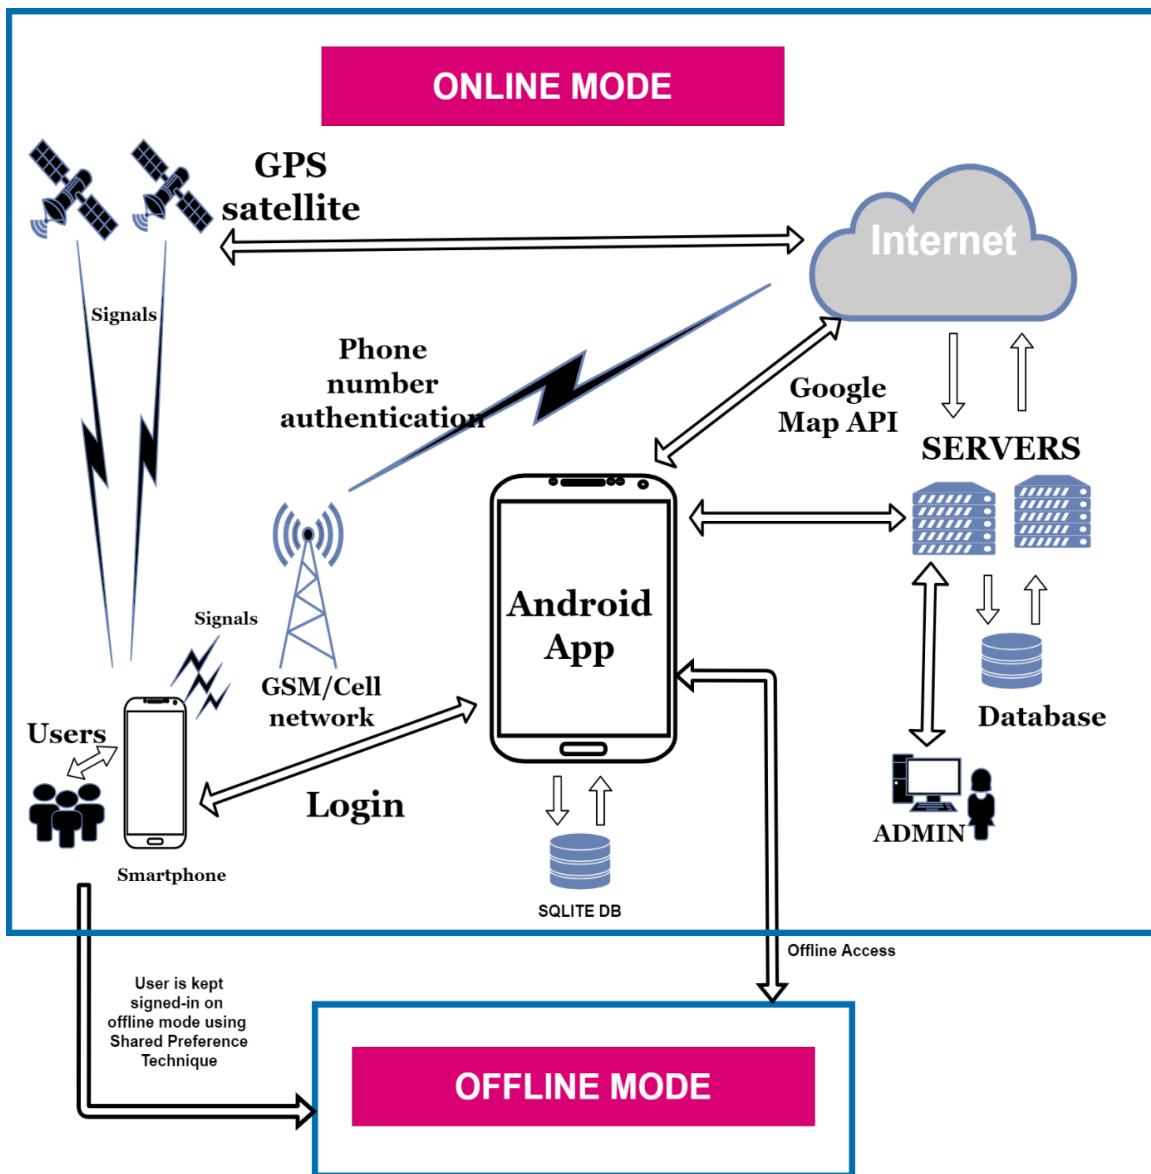 ONLINE MODE
GPS
satellite
Internet
Signals
Phone
number
authentication
Google
Map API
SERVERS
Android
App
Signals
GSM/Cell
network
Users
Database
Login
ADMIN
Smartphone
SQLITE DB
Offline Access
User is kept
signed-in on
offline mode using
Shared Preference
Technique
OFFLINE MODE